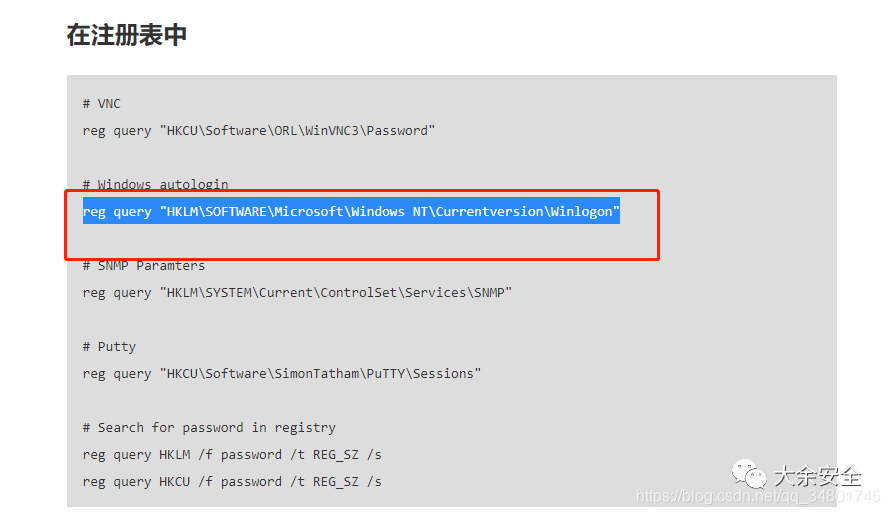 在注册表中
# VNC
reg query "HKCU\Software\ORL\WinVNC3\Password"
# Windows autologin
reg query "HKLM\SOFTWARE\Microsoft\Windows NT\Currentversion\Winlogon"
# SNMP Paramters
reg query "HKLM\SYSTEM\Current\ControlSet\Services\SNMP"
# Putty
reg query "HKCU\Software\SimonTatham\PuTTY\Sessions"
# Search for password in registry
reg query HKLM /f password /t REG_SZ /s
reg query HKCU /f password /t REG_SZ /s
大余安全
https://blog.csdn.net/qq_34801745